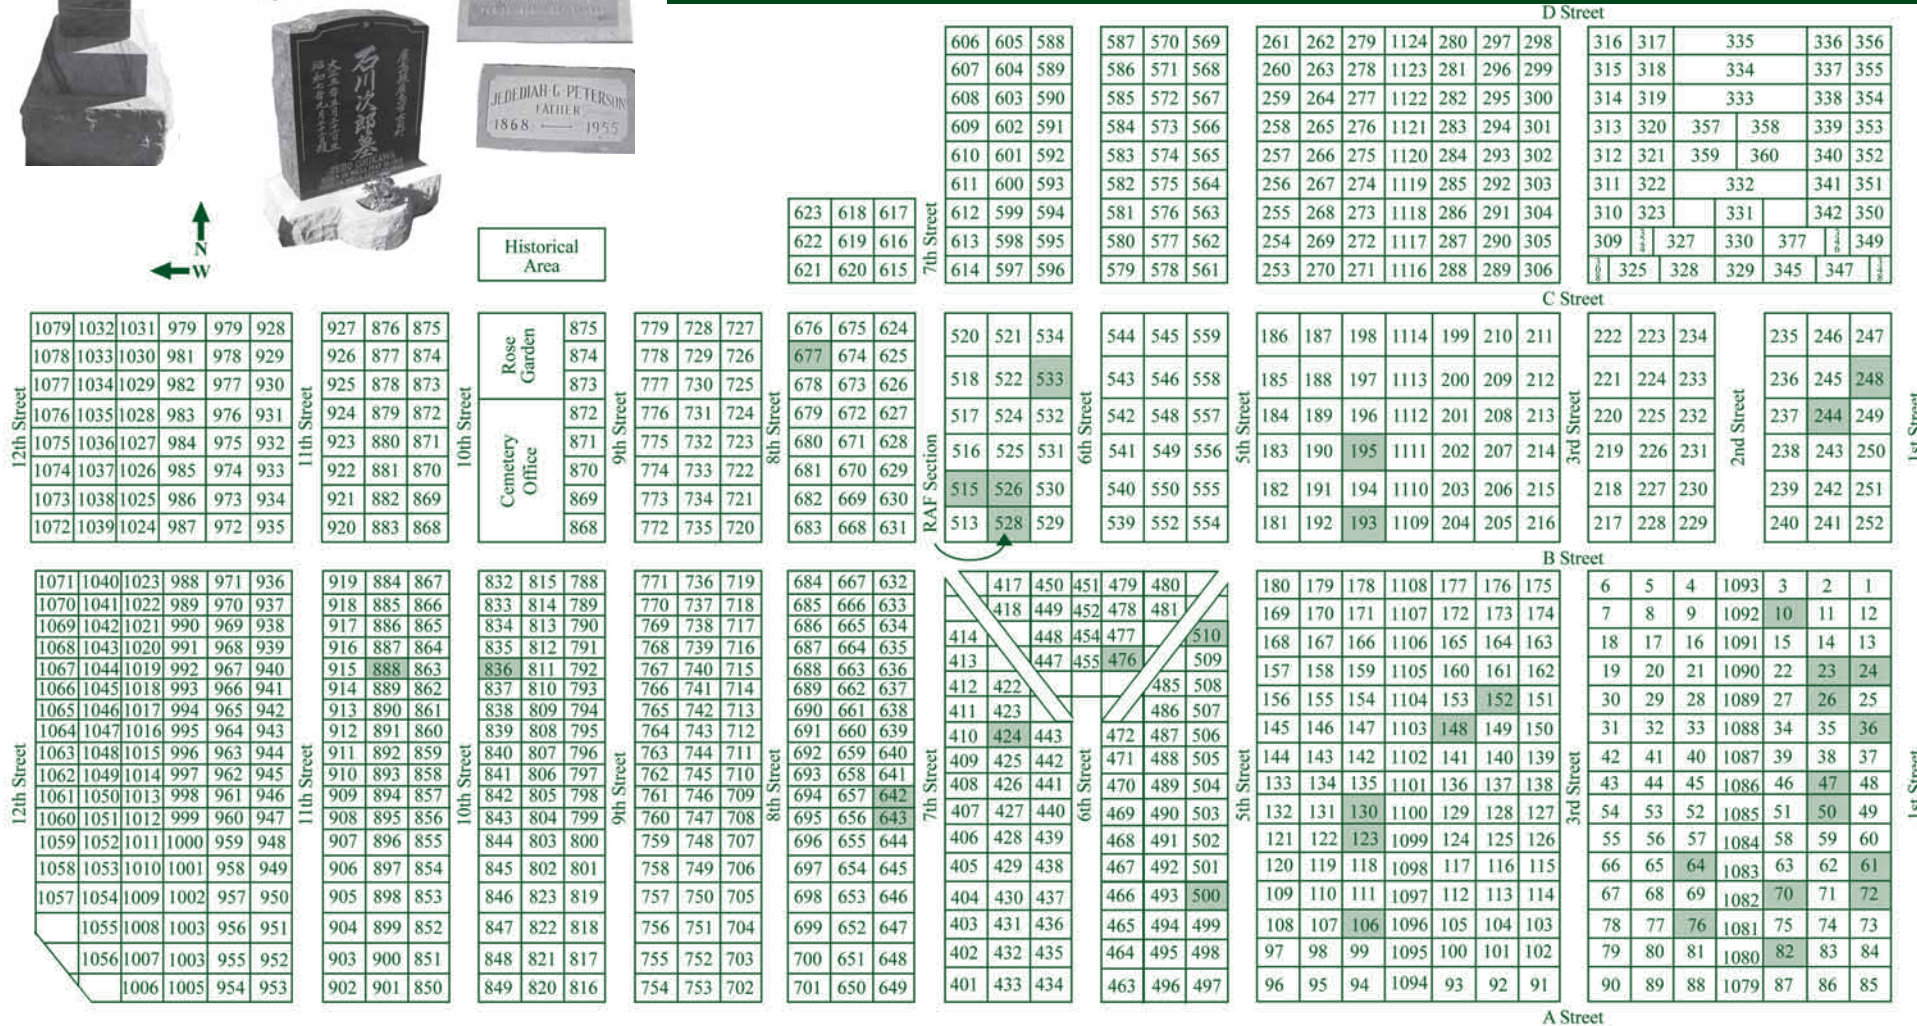 石川次郎墓
JEDEDIAH·G·PETERSON
FATHER
1868 1955
N
W
Historical
Area
D Street
606 605 588 587 570 569 261 262 279 1124 280 297 298 316 317 335 336 356
607 604 589 586 571 568 260 263 278 1123 281 296 299 315 318 334 337 355
608 603 590 585 572 567 259 264 277 1122 282 295 300 314 319 333 338 354
609 602 591 584 573 566 258 265 276 1121 283 294 301 313 320 357 358 339 353
610 601 592 583 574 565 257 266 275 1120 284 293 302 312 321 359 360 340 352
611 600 593 582 575 564 256 267 274 1119 285 292 303 311 322 332 341 351
623 618 617 612 599 594 581 576 563 255 268 273 1118 286 291 304 310 323 331 342 350
622 619 616 613 598 595 580 577 562 254 269 272 1117 287 290 305 309 327 330 377 349
621 620 615 614 597 596 579 578 561 253 270 271 1116 288 289 306 325 328 329 345 347
7th Street
C Street
1079 1032 1031 979 979 928 927 876 875 875 779 728 727 676 675 624 520 521 534 544 545 559 186 187 198 1114 199 210 211 222 223 234 235 246 247
1078 1033 1030 981 978 929 926 877 874 874 778 729 726 677 674 625
1077 1034 1029 982 977 930 925 878 873 873 777 730 725 678 673 626 518 522 533 543 546 558 185 188 197 1113 200 209 212 221 224 233 236 245 248
1076 1035 1028 983 976 931 924 879 872 872 776 731 724 679 672 627 517 524 532 542 548 557 184 189 196 1112 201 208 213 220 225 232 237 244 249
1075 1036 1027 984 975 932 923 880 871 871 775 732 723 680 671 628 516 525 531 541 549 556 183 190 195 1111 202 207 214 219 226 231 238 243 250
1074 1037 1026 985 974 933 922 881 870 870 774 733 722 681 670 629
1073 1038 1025 986 973 934 921 882 869 869 773 734 721 682 669 630 515 526 530 540 550 555 182 191 194 1110 203 206 215 218 227 230 239 242 251
1072 1039 1024 987 972 935 920 883 868 868 772 735 720 683 668 631 513 528 529 539 552 554 181 192 193 1109 204 205 216 217 228 229 240 241 252
Rose
Garden
Cemetery
Office
12th Street
11th Street
10th Street
9th Street
8th Street
RAF Section
6th Street
5th Street
3rd Street
2nd Street
1st Street
B Street
1071 1040 1023 988 971 936 919 884 867 832 815 788 771 736 719 684 667 632
1070 1041 1022 989 970 937 918 885 866 833 814 789 770 737 718 685 666 633
1069 1042 1021 990 969 938 917 886 865 834 813 790 769 738 717 686 665 634
1068 1043 1020 991 968 939 916 887 864 835 812 791 768 739 716 687 664 635
1067 1044 1019 992 967 940 915 888 863 836 811 792 767 740 715 688 663 636
1066 1045 1018 993 966 941 914 889 862 837 810 793 766 741 714 689 662 637
1065 1046 1017 994 965 942 913 890 861 838 809 794 765 742 713 690 661 638
1064 1047 1016 995 964 943 912 891 860 839 808 795 764 743 712 691 660 639
1063 1048 1015 996 963 944 911 892 859 840 807 796 763 744 711 692 659 640
1062 1049 1014 997 962 945 910 893 858 841 806 797 762 745 710 693 658 641
1061 1050 1013 998 961 946 909 894 857 842 805 798 761 746 709 694 657 642
1060 1051 1012 999 960 947 908 895 856 843 804 799 760 747 708 695 656 643
1059 1052 1011 1000 959 948 907 896 855 844 803 800 759 748 707 696 655 644
1058 1053 1010 1001 958 949 906 897 854 845 802 801 758 749 706 697 654 645
1057 1054 1009 1002 957 950 905 898 853 846 823 819 757 750 705 698 653 646
1055 1008 1003 956 951 904 899 852 847 822 818 756 751 704 699 652 647
1056 1007 1003 955 952 903 900 851 848 821 817 755 752 703 700 651 648
1006 1005 954 953 902 901 850 849 820 816 754 753 702 701 650 649
417 450 451 479 480
418 449 452 478 481
414 448 454 477 510
413 447 455 476 509
412 422 485 508
411 423 486 507
410 424 443 472 487 506
409 425 442 471 488 505
408 426 441 470 489 504
407 427 440 469 490 503
406 428 439 468 491 502
405 429 438 467 492 501
404 430 437 466 493 500
403 431 436 465 494 499
402 432 435 464 495 498
401 433 434 463 496 497
180 179 178 1108 177 176 175 6 5 4 1093 3 2 1
169 170 171 1107 172 173 174 7 8 9 1092 10 11 12
168 167 166 1106 165 164 163 18 17 16 1091 15 14 13
157 158 159 1105 160 161 162 19 20 21 1090 22 23 24
156 155 154 1104 153 152 151 30 29 28 1089 27 26 25
145 146 147 1103 148 149 150 31 32 33 1088 34 35 36
144 143 142 1102 141 140 139 42 41 40 1087 39 38 37
133 134 135 1101 136 137 138 43 44 45 1086 46 47 48
132 131 130 1100 129 128 127 54 53 52 1085 51 50 49
121 122 123 1099 124 125 126 55 56 57 1084 58 59 60
120 119 118 1098 117 116 115 66 65 64 1083 63 62 61
109 110 111 1097 112 113 114 67 68 69 1082 70 71 72
108 107 106 1096 105 104 103 78 77 76 1081 75 74 73
97 98 99 1095 100 101 102 79 80 81 1080 82 83 84
96 95 94 1094 93 92 91 90 89 88 1079 87 86 85
12th Street
11th Street
10th Street
9th Street
8th Street
7th Street
6th Street
5th Street
3rd Street
1st Street
A Street